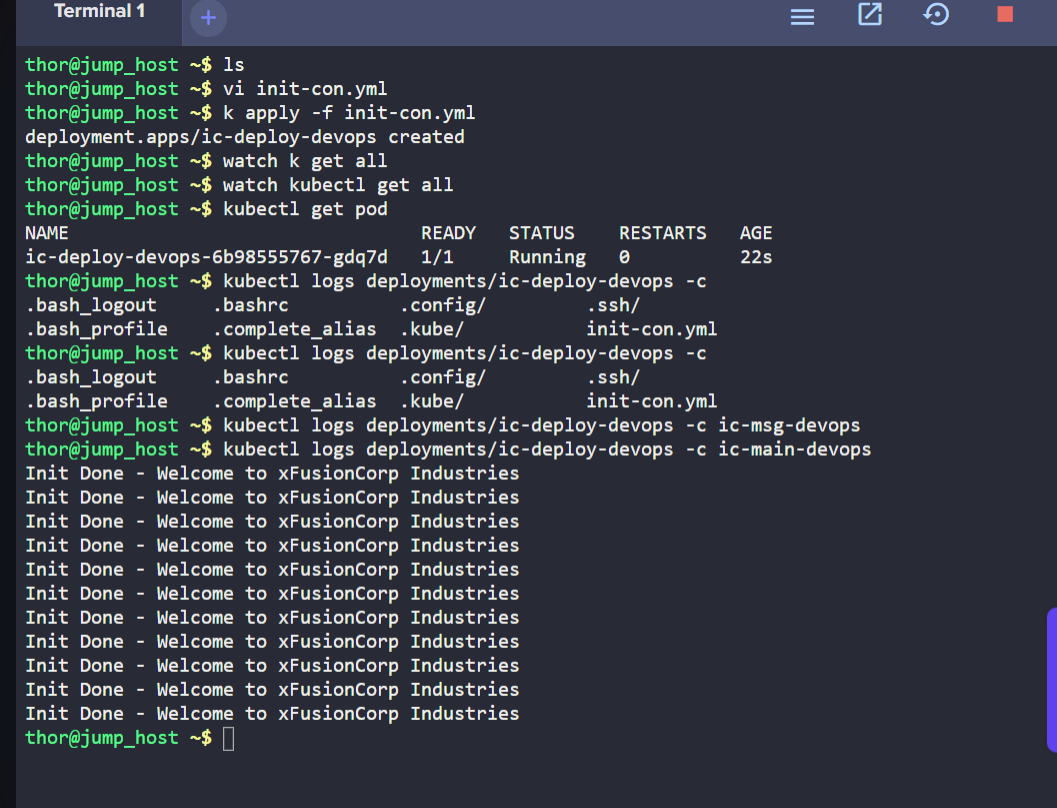 Terminal 1
+
thor@jump_host ~$ ls
thor@jump_host ~$ vi init-con.yml
thor@jump_host ~$ k apply -f init-con.yml
deployment.apps/ic-deploy-devops created
thor@jump_host ~$ watch k get all
thor@jump_host ~$ watch kubectl get all
thor@jump_host ~$ kubectl get pod
NAME READY STATUS RESTARTS AGE
ic-deploy-devops-6b98555767-gdq7d 1/1 Running 0 22s
thor@jump_host ~$ kubectl logs deployments/ic-deploy-devops -c
.bash_logout .bashrc .config/ .ssh/
.bash_profile .complete_alias .kube/ init-con.yml
thor@jump_host ~$ kubectl logs deployments/ic-deploy-devops -c
.bash_logout .bashrc .config/ .ssh/
.bash_profile .complete_alias .kube/ init-con.yml
thor@jump_host ~$ kubectl logs deployments/ic-deploy-devops -c ic-msg-devops
thor@jump_host ~$ kubectl logs deployments/ic-deploy-devops -c ic-main-devops
Init Done - Welcome to xFusionCorp Industries
Init Done - Welcome to xFusionCorp Industries
Init Done - Welcome to xFusionCorp Industries
Init Done - Welcome to xFusionCorp Industries
Init Done - Welcome to xFusionCorp Industries
Init Done - Welcome to xFusionCorp Industries
Init Done - Welcome to xFusionCorp Industries
Init Done - Welcome to xFusionCorp Industries
Init Done - Welcome to xFusionCorp Industries
Init Done - Welcome to xFusionCorp Industries
Init Done - Welcome to xFusionCorp Industries
thor@jump_host ~$